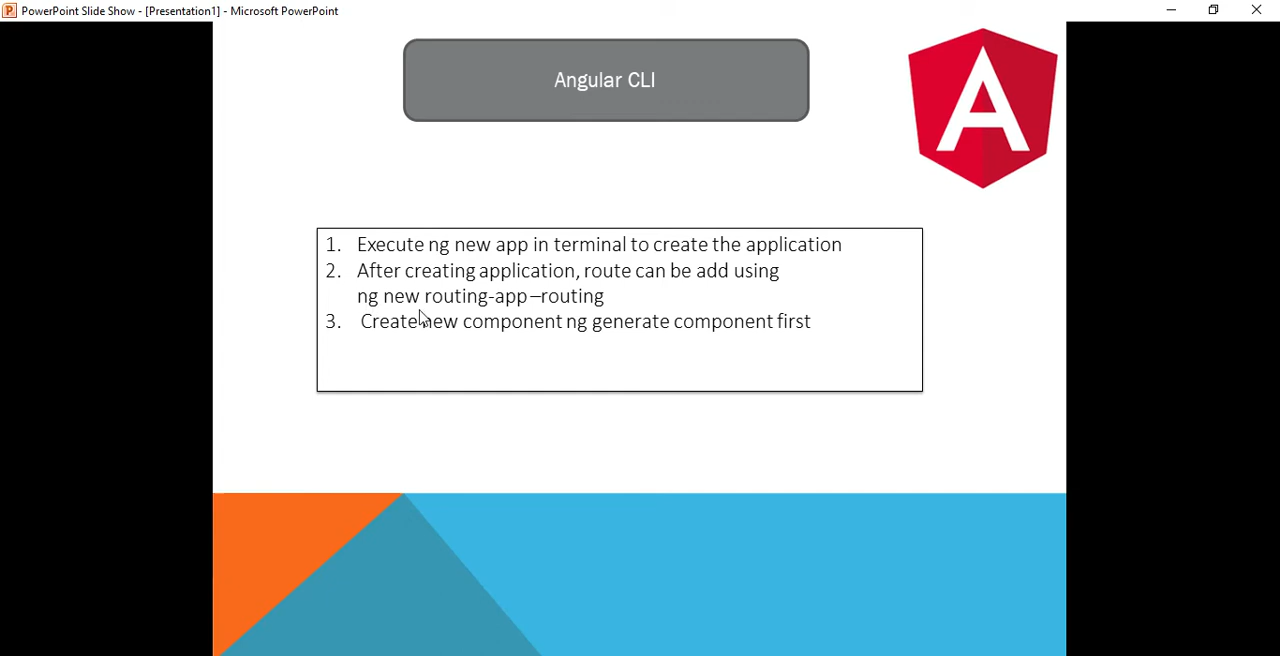 PowerPoint Slide Show - [Presentation1] - Microsoft PowerPoint
Angular CLI
1. Execute ng new app in terminal to create the application
2. After creating application, route can be add using
ng new routing-app –routing
3. Create new component ng generate component first